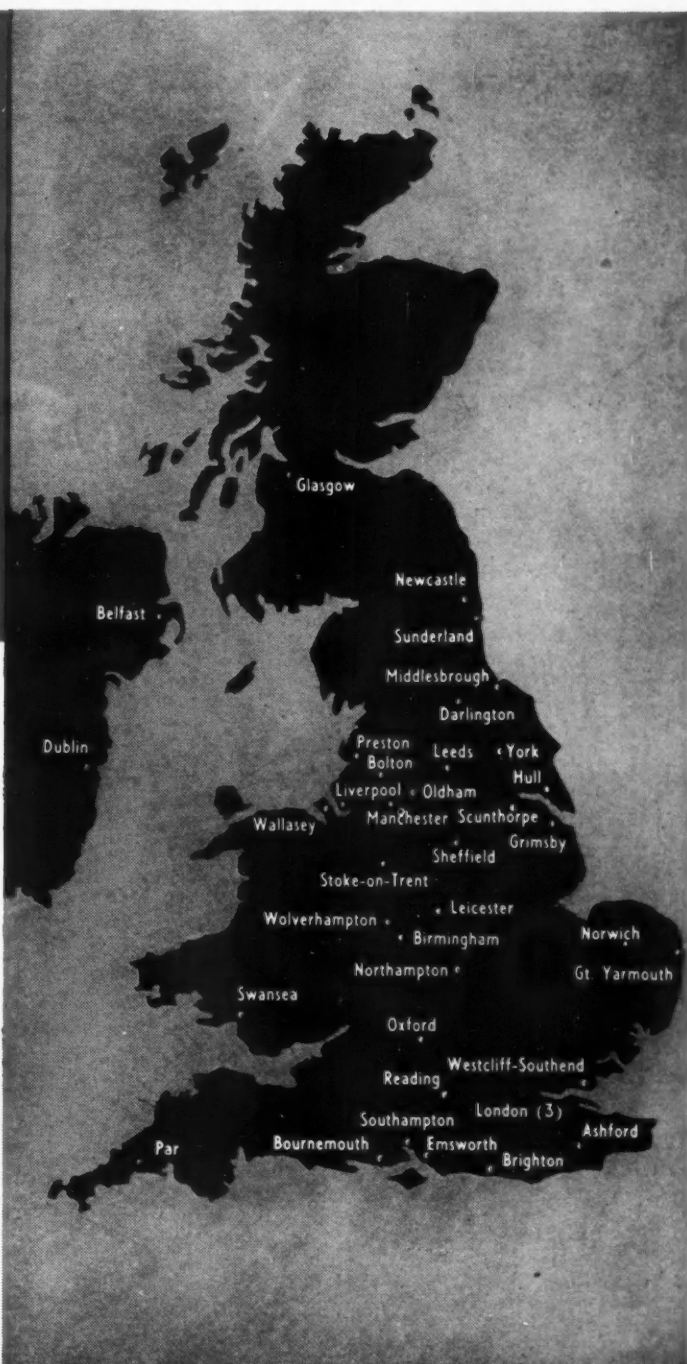 Glasgow
Newcastle
Belfast
Sunderland
Middlesbrough
Darlington
Dublin
Preston
Leeds
York
Bolton
Hull
Liverpool
Oldham
Wallasey
Manchester
Scunthorpe
Grimsby
Sheffield
Stoke-on-Trent
Leicester
Wolverhampton
Norwich
Birmingham
Northampton
Gt. Yarmouth
Swansea
Oxford
Westcliff-Southend
Reading
London (3)
Southampton
Ashford
Par
Bournemouth
Emsworth
Brighton